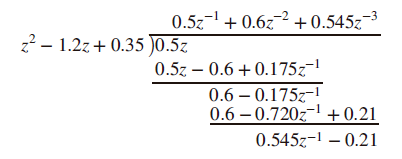 0.5z⁻¹ + 0.6z⁻² + 0.545z⁻³
z² − 1.2z + 0.35 )0.5z
0.5z − 0.6 + 0.175z⁻¹
0.6 − 0.175z⁻¹
0.6 − 0.720z⁻¹ + 0.21
0.545z⁻¹ − 0.21